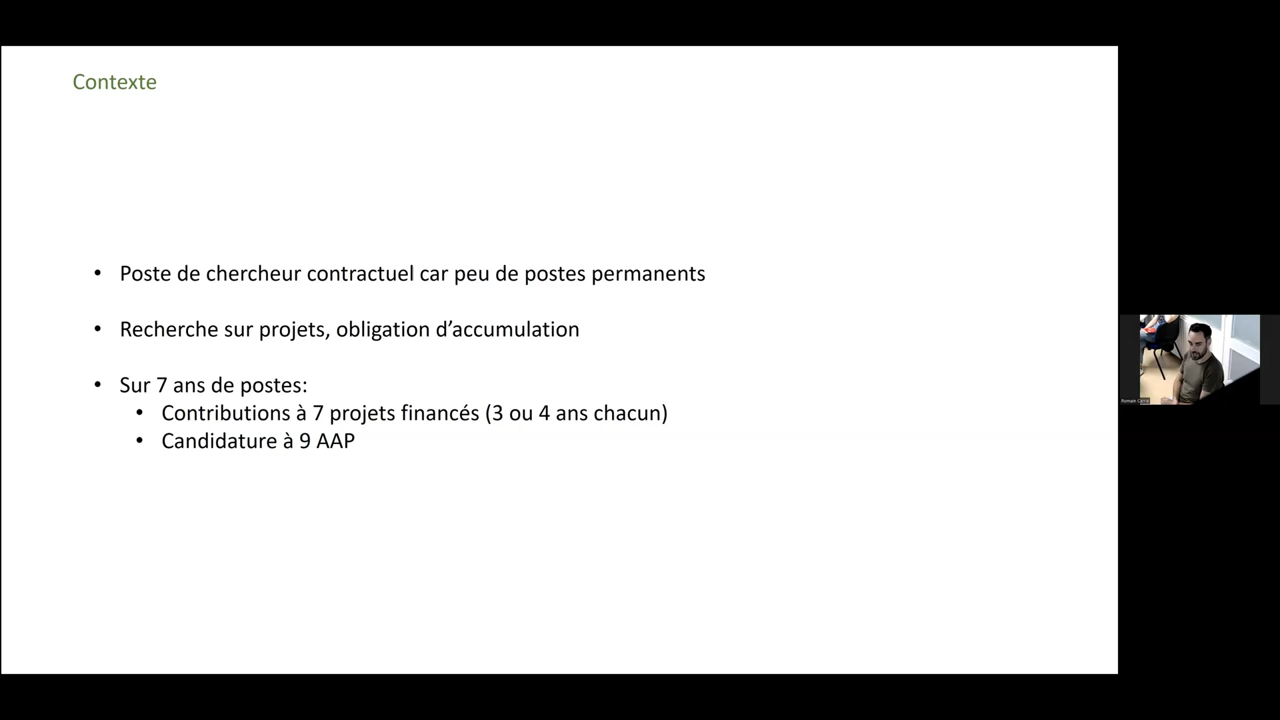 Contexte
• Poste de chercheur contractuel car peu de postes permanents
• Recherche sur projets, obligation d’accumulation
• Sur 7 ans de postes:
• Contributions à 7 projets financés (3 ou 4 ans chacun)
• Candidature à 9 AAP
Romain